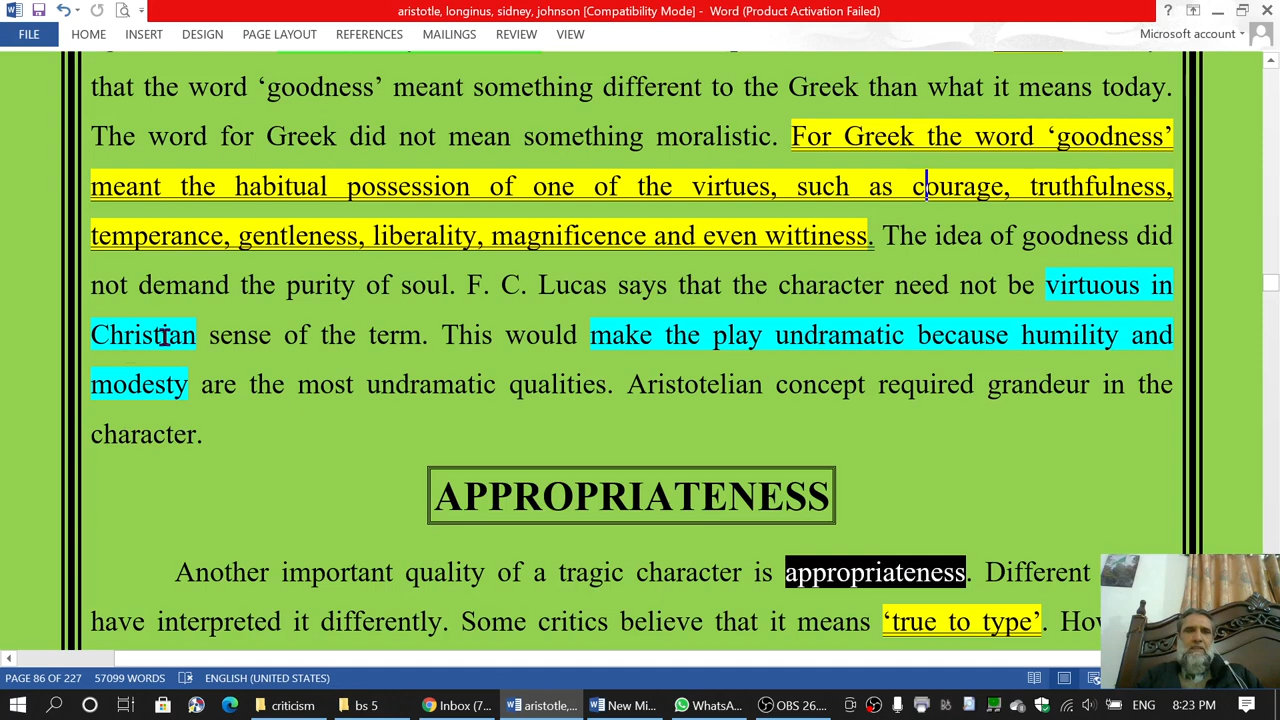 aristotle, longinus, sidney, johnson [Compatibility Mode] - Word (Product Activation Failed)
FILE HOME INSERT DESIGN PAGE LAYOUT REFERENCES MAILINGS REVIEW VIEW Microsoft account
that the word ‘goodness’ meant something different to the Greek than what it means today.
The word for Greek did not mean something moralistic. For Greek the word ‘goodness’
meant the habitual possession of one of the virtues, such as courage, truthfulness,
temperance, gentleness, liberality, magnificence and even wittiness. The idea of goodness did
not demand the purity of soul. F. C. Lucas says that the character need not be virtuous in
Christian sense of the term. This would make the play undramatic because humility and
modesty are the most undramatic qualities. Aristotelian concept required grandeur in the
character.
APPROPRIATENESS
Another important quality of a tragic character is appropriateness. Different
have interpreted it differently. Some critics believe that it means ‘true to type’. How
PAGE 86 OF 227 57099 WORDS ENGLISH (UNITED STATES)
criticism bs 5 Inbox (7... aristotle,... New Mi... WhatsA... OBS 26.... 8:23 PM